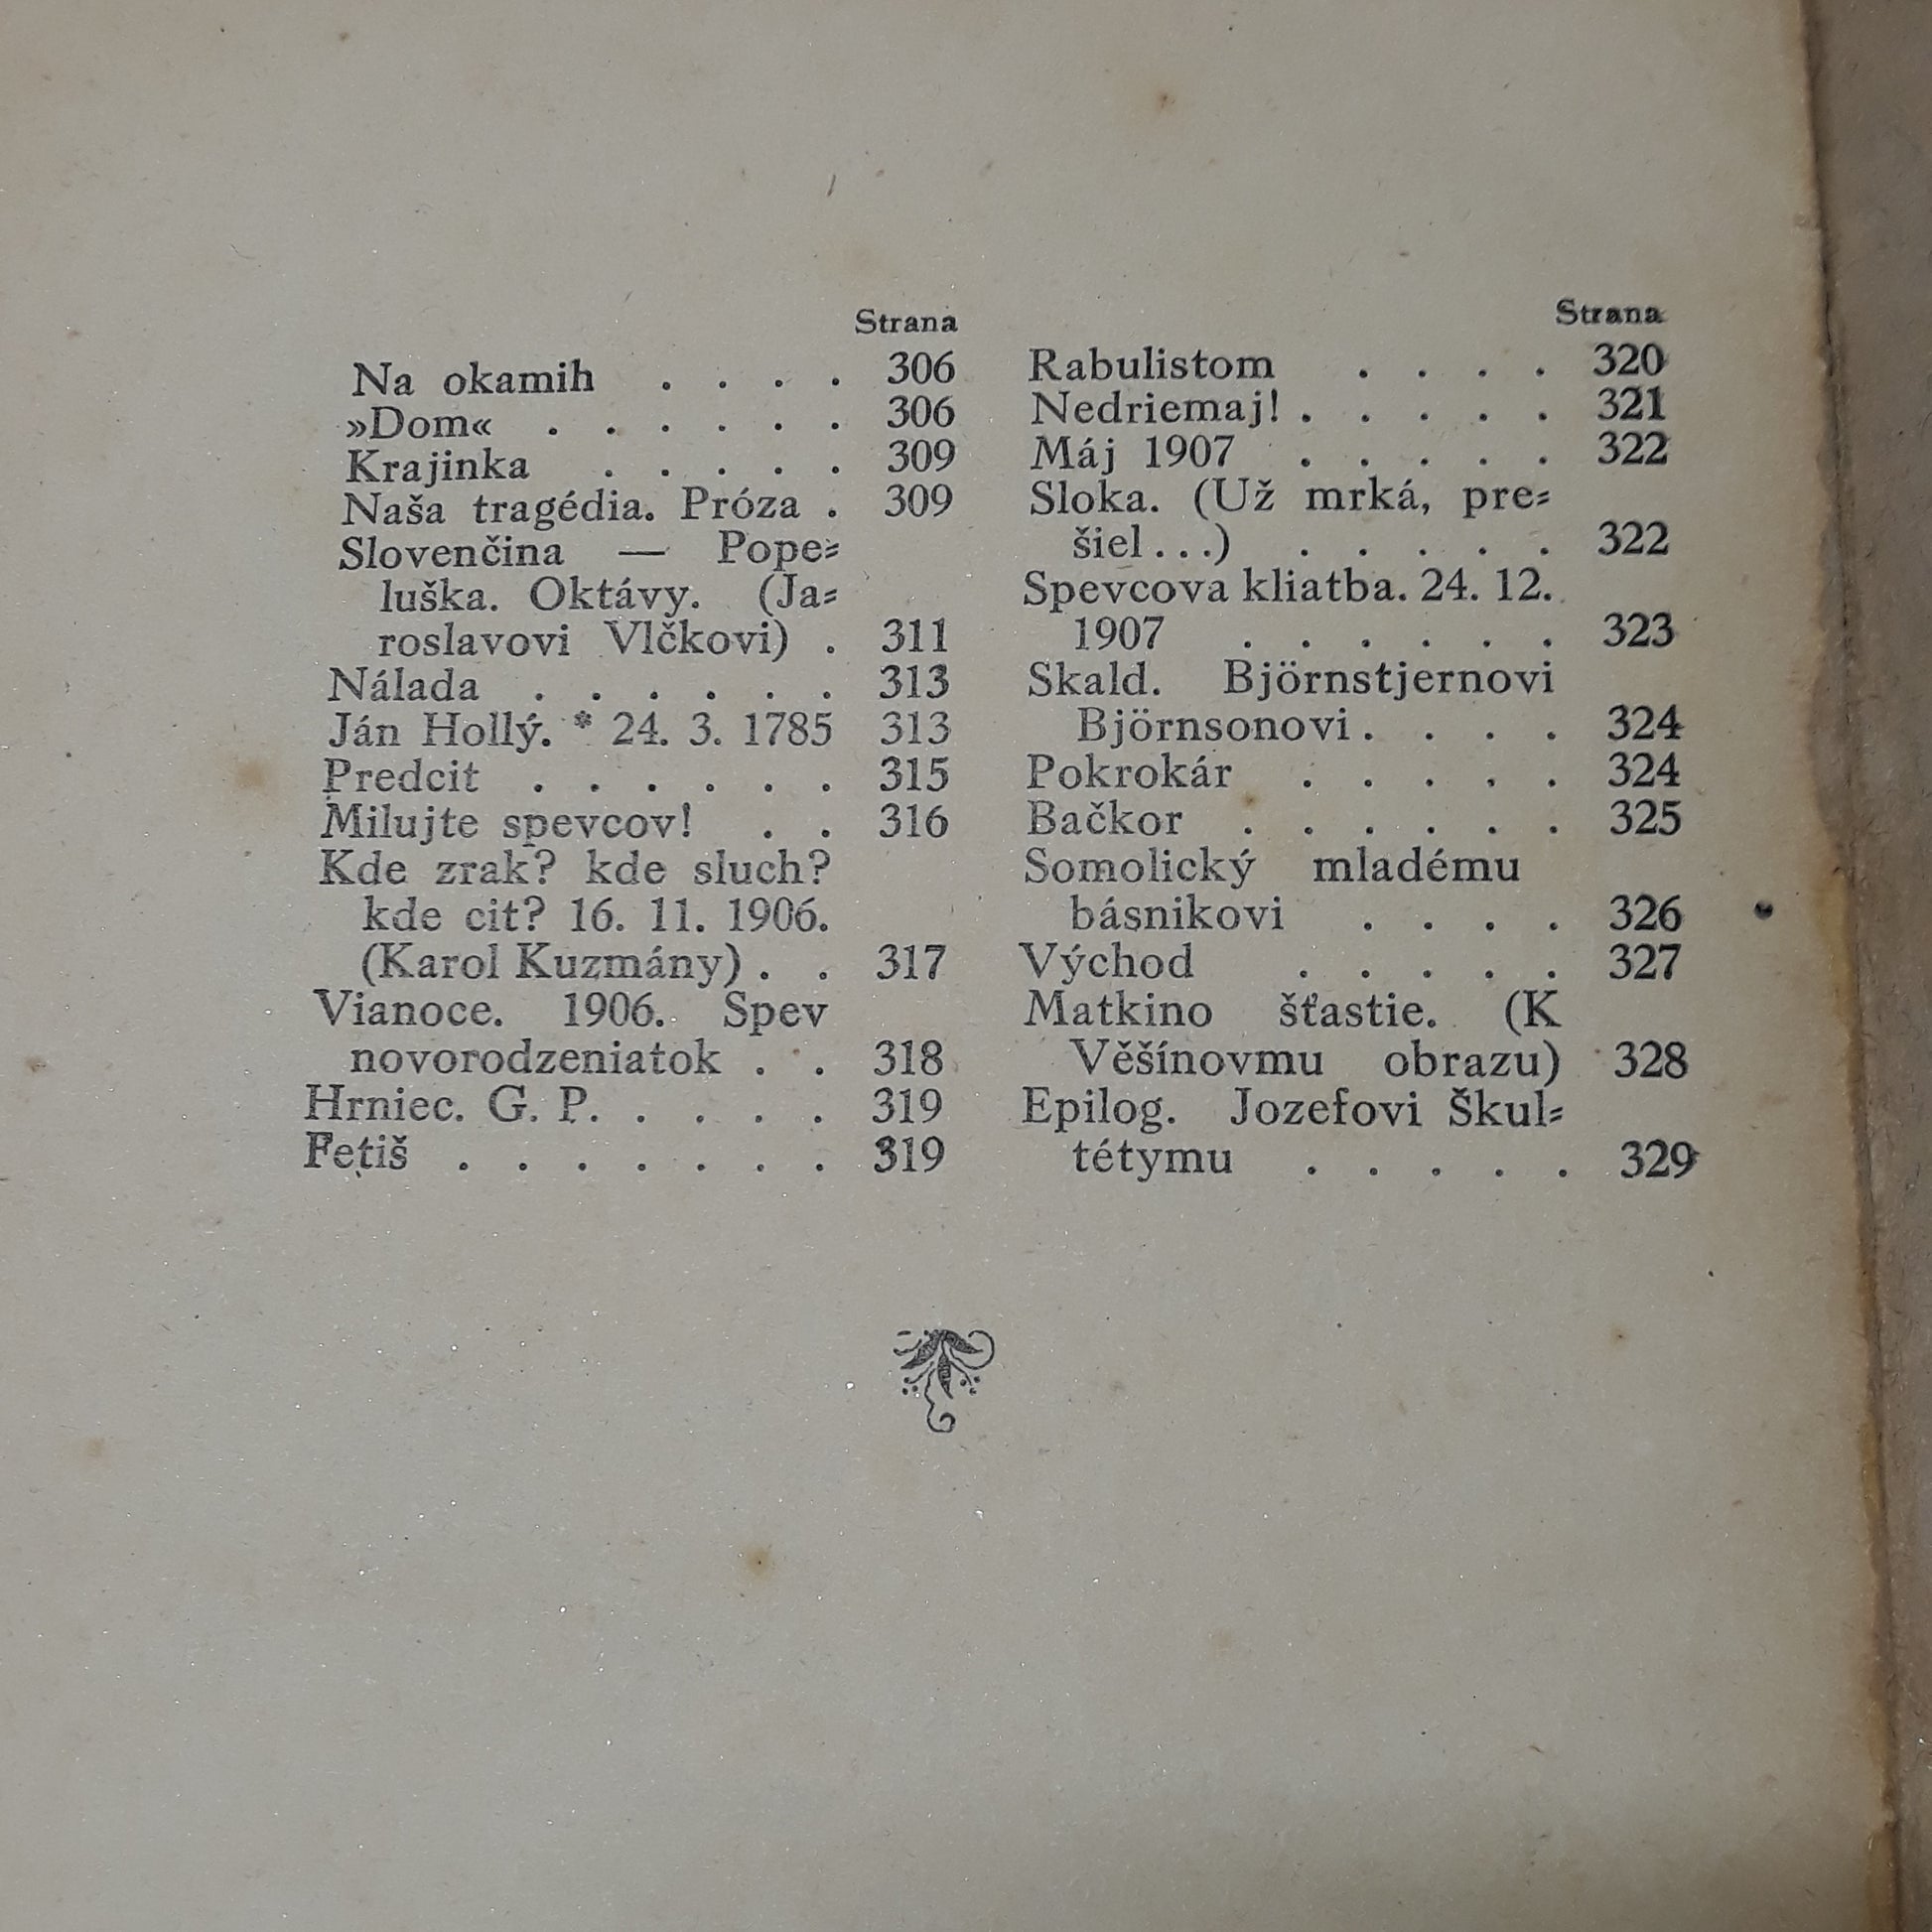 Strana
Na okamih . . . . 306
»Dom« . . . . . . 306
Krajinka . . . . . 309
Naša tragédia. Próza . 309
Slovenčina — Pope⸗
luška. Oktávy. (Ja⸗
roslavovi Vlčkovi) . 311
Nálada . . . . . . 313
Ján Hollý. * 24. 3. 1785 313
Predcit . . . . . . 315
Milujte spevcov! . . 316
Kde zrak? kde sluch?
kde cit? 16. 11. 1906.
(Karol Kuzmány) . . 317
Vianoce. 1906. Spev
novorodzeniatok . . 318
Hrniec. G. P. . . . . 319
Fetiš . . . . . . . 319
Strana
Rabulistom . . . . 320
Nedriemaj! . . . . . 321
Máj 1907 . . . . . 322
Sloka. (Už mrká, pre⸗
šiel . . .) . . . . . 322
Spevcova kliatba. 24. 12.
1907 . . . . . . 323
Skald. Björnstjernovi
Björnsonovi . . . . 324
Pokrokár . . . . . 324
Bačkor . . . . . . 325
Somolický mladému
básnikovi . . . . 326
Východ . . . . . 327
Matkino šťastie. (K
Věšínovmu obrazu) 328
Epilog. Jozefovi Škul⸗
tétymu . . . . . 329